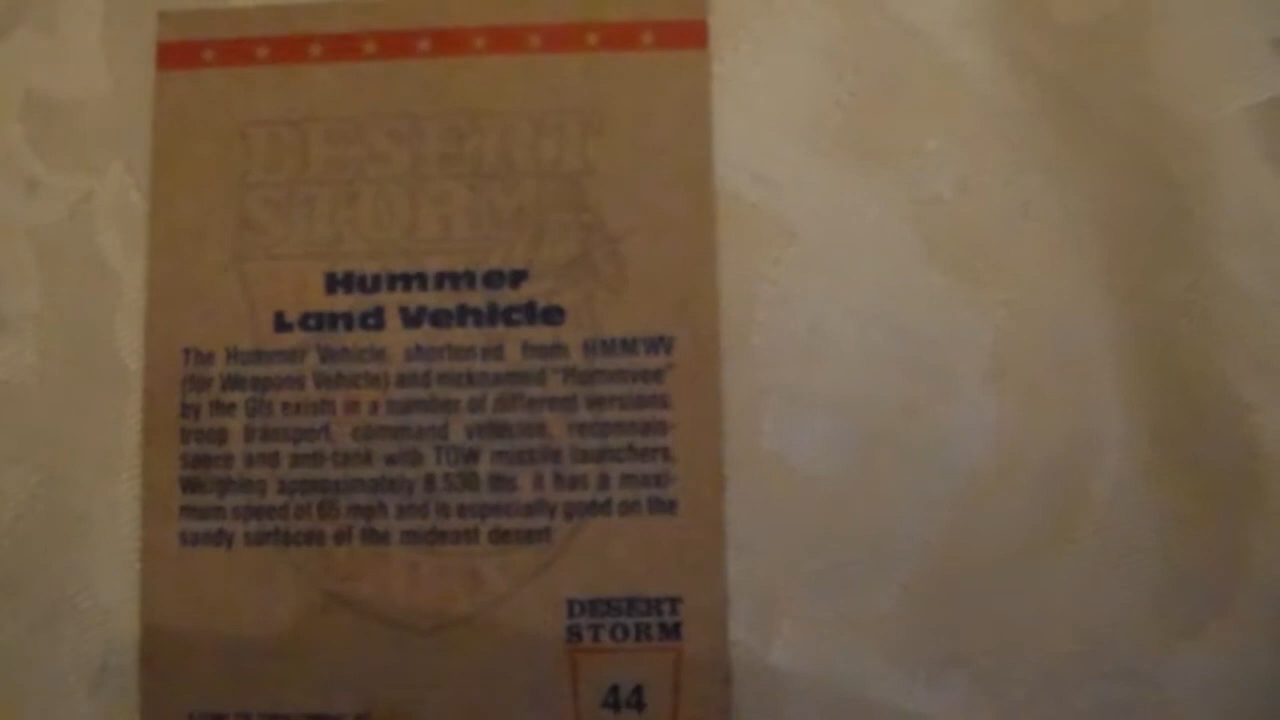 DESERT
STORM
Hummer
Land Vehicle
The Hummer Vehicle, shortened from HMMWV
(for Weapons Vehicle) and nicknamed "Hummvee"
by the GIs exists in a number of different versions:
troop transport, command vehicles, reconnais-
sance and anti-tank with TOW missile launchers.
Weighing approximately 8,530 lbs. it has a maxi-
mum speed of 65 mph and is especially good on the
sandy surfaces of the mideast desert.
DESERT
STORM
44